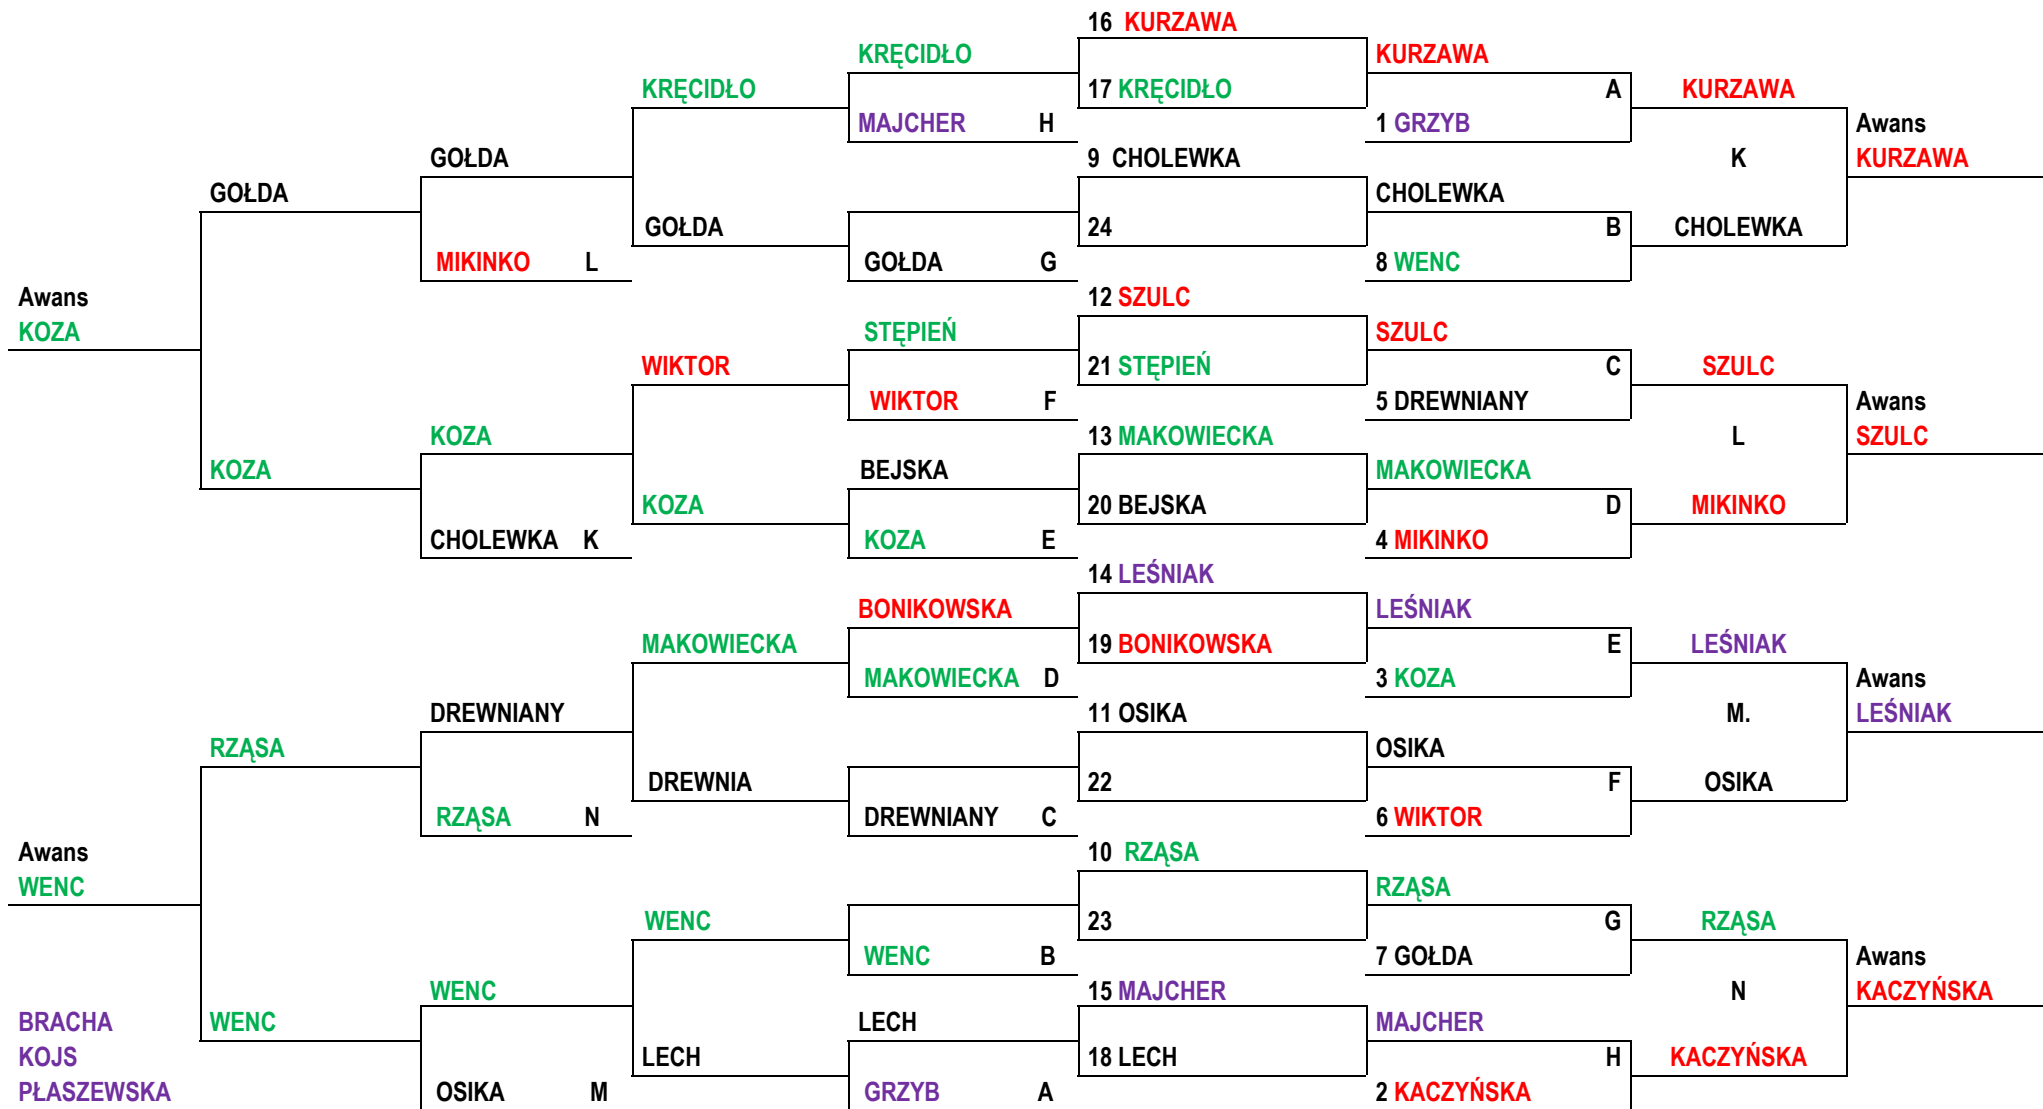 16 KURZAWA
KRĘCIDŁO KURZAWA
KRĘCIDŁO 17 KRĘCIDŁO A KURZAWA
MAJCHER H 1 GRZYB Awans
GOŁDA 9 CHOLEWKA K KURZAWA
GOŁDA CHOLEWKA
GOŁDA 24 B CHOLEWKA
MIKINKO L GOŁDA G 8 WENC
Awans 12 SZULC
KOZA STĘPIEŃ SZULC
WIKTOR 21 STĘPIEŃ C SZULC
WIKTOR F 5 DREWNIANY Awans
KOZA 13 MAKOWIECKA L SZULC
KOZA BEJSKA MAKOWIECKA
KOZA 20 BEJSKA D MIKINKO
CHOLEWKA K KOZA E 4 MIKINKO
14 LEŚNIAK
BONIKOWSKA LEŚNIAK
MAKOWIECKA 19 BONIKOWSKA E LEŚNIAK
MAKOWIECKA D 3 KOZA Awans
DREWNIANY 11 OSIKA M. LEŚNIAK
RZĄSA OSIKA
DREWNIA 22 F OSIKA
RZĄSA N DREWNIANY C 6 WIKTOR
Awans 10 RZĄSA
WENC RZĄSA
WENC 23 G RZĄSA
WENC B 7 GOŁDA Awans
WENC 15 MAJCHER N KACZYŃSKA
BRACHA WENC LECH MAJCHER
KOJS LECH 18 LECH H KACZYŃSKA
PŁASZEWSKA OSIKA M GRZYB A 2 KACZYŃSKA